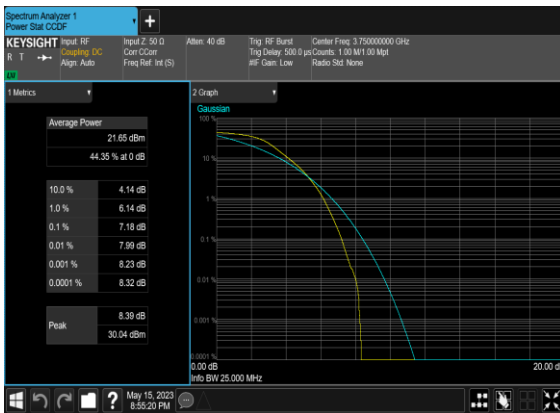 Spectrum Analyzer 1
Power Stat CCDF
KEYSIGHT
R T
LV
Input: RF
Coupling: DC
Align: Auto
Input Z: 50 Ω
Corr CCorr
Freq Ref: Int (S)
Atten: 40 dB
Trig: RF Burst
Trig Delay: 500.0 µs
#IF Gain: Low
Center Freq: 3.750000000 GHz
Counts: 1.00 M/1.00 Mpt
Radio Std: None
1 Metrics
Average Power
21.65 dBm
44.35 % at 0 dB
10.0 % 4.14 dB
1.0 % 6.14 dB
0.1 % 7.18 dB
0.01 % 7.99 dB
0.001 % 8.23 dB
0.0001 % 8.32 dB
Peak 8.39 dB
30.04 dBm
2 Graph
Gaussian
100 %
10 %
1 %
0.1 %
0.01 %
0.001 %
0.0001 %
0.00 dB
20.00 d
Info BW 25.000 MHz
May 15, 2023
8:55:20 PM